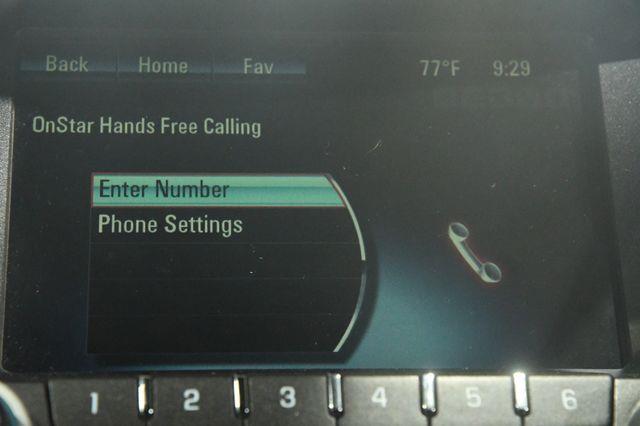 Back Home Fav 77°F 9:29
OnStar Hands Free Calling
Enter Number
Phone Settings
1 2 3 4 5 6